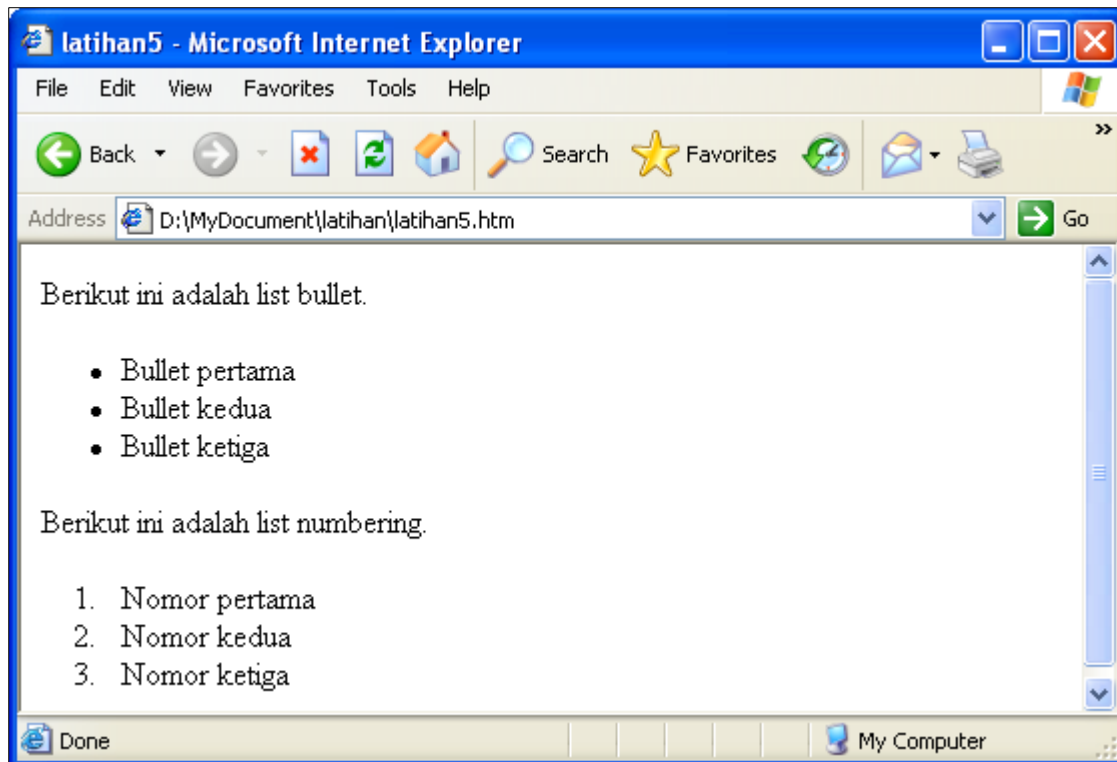 latihan5 - Microsoft Internet Explorer
File Edit View Favorites Tools Help
Back Search Favorites »
Address D:\MyDocument\latihan\latihan5.htm Go
Berikut ini adalah list bullet.
• Bullet pertama
• Bullet kedua
• Bullet ketiga
Berikut ini adalah list numbering.
1. Nomor pertama
2. Nomor kedua
3. Nomor ketiga
Done My Computer